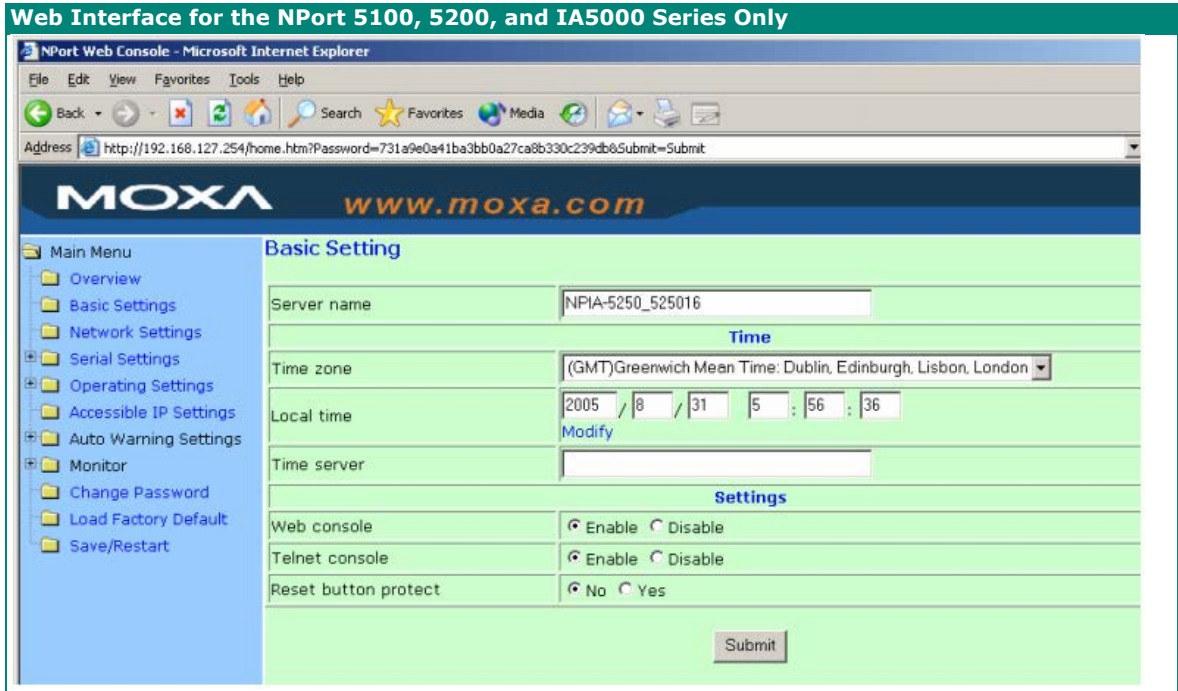 Web Interface for the NPort 5100, 5200, and IA5000 Series Only
NPort Web Console - Microsoft Internet Explorer
File Edit View Favorites Tools Help
Back Search Favorites Media
Address http://192.168.127.254/home.htm?Password=731a9e0a41ba3bb0a27ca8b330c239db&Submit=Submit
MOXA www.moxa.com
Main Menu
Overview
Basic Settings
Network Settings
Serial Settings
Operating Settings
Accessible IP Settings
Auto Warning Settings
Monitor
Change Password
Load Factory Default
Save/Restart
Basic Setting
Server name NPIA-5250_525016
Time
Time zone (GMT)Greenwich Mean Time: Dublin, Edinburgh, Lisbon, London
Local time 2005 / 8 / 31 5 : 56 : 36
Modify
Time server
Settings
Web console Enable Disable
Telnet console Enable Disable
Reset button protect No Yes
Submit